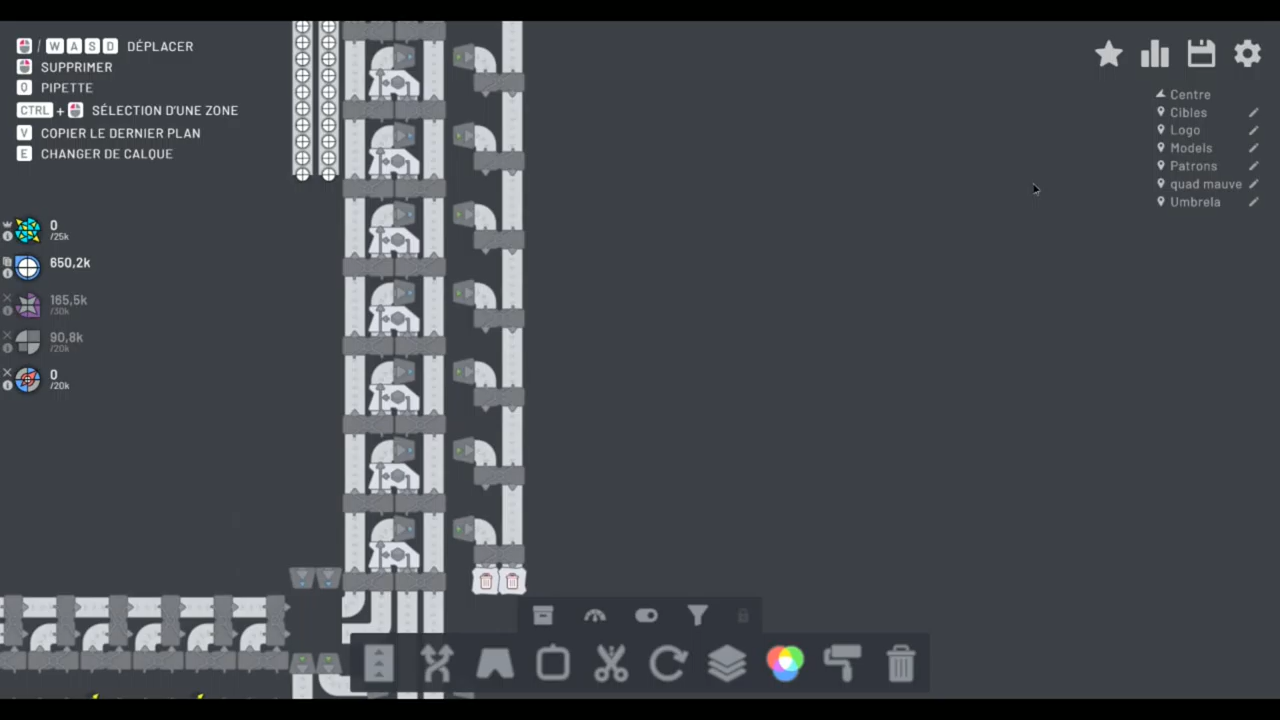 / W A S D DÉPLACER
SUPPRIMER
Q PIPETTE
CTRL + SÉLECTION D'UNE ZONE
V COPIER LE DERNIER PLAN
E CHANGER DE CALQUE
0
/25k
650,2k
165,5k
/30k
90,8k
/20k
0
/20k
Centre
Cibles
Logo
Models
Patrons
quad mauve
Umbrela